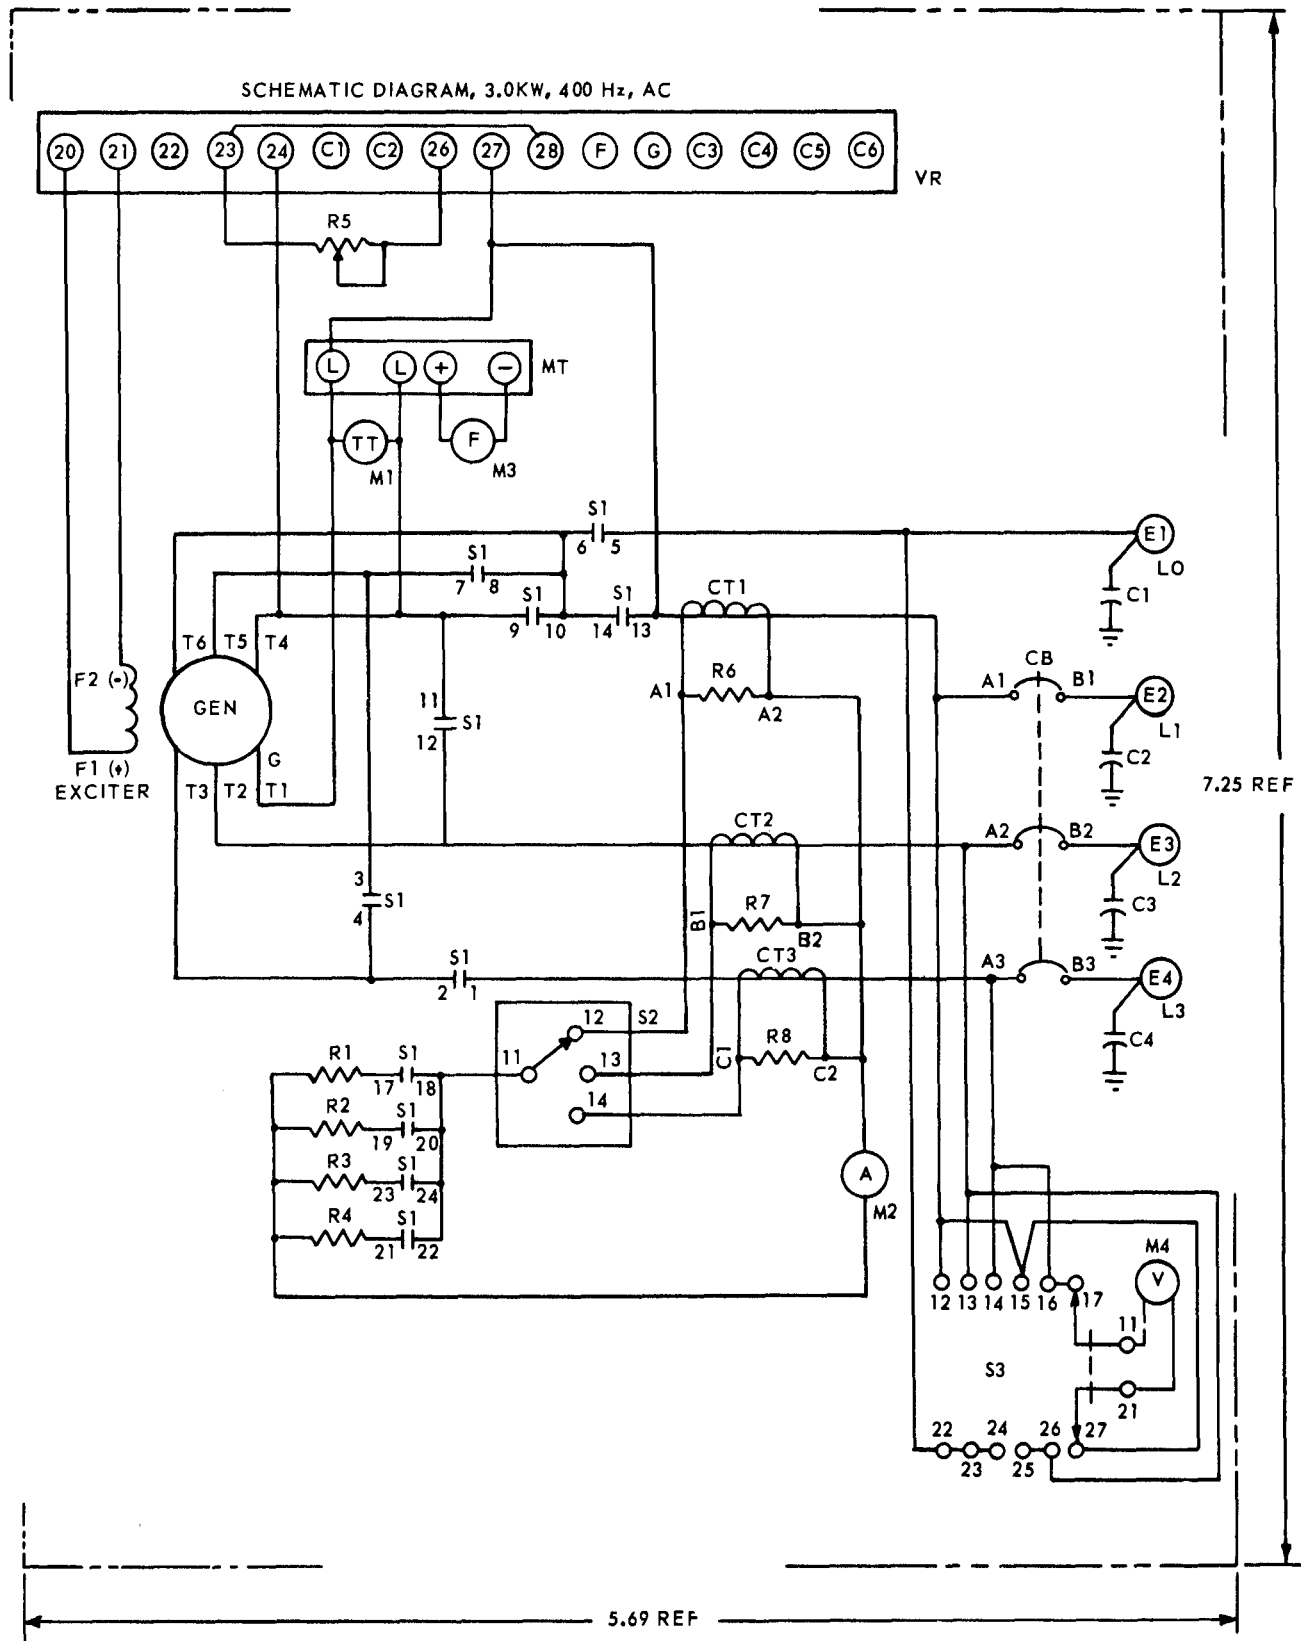 SCHEMATIC DIAGRAM, 3.0KW, 400 Hz, AC
20 21 22 23 24 C1 C2 26 27 28 F G C3 C4 C5 C6
VR
R5
L L + − MT
TT F
M1 M3
S1
6 5
E1
LO
S1
7 8
C1
S1 S1 CT1
9 10 14 13
T6 T5 T4
CB
F2 (-)
R6
A1 A2
A1 B1
E2
L1
GEN
11
S1
12
C2
G
F1 (+)
EXCITER
T3 T2 T1
7.25 REF
CT2
A2 B2
E3
L2
3
S1
4
R7
B1
B2
C3
S1
2 1
CT3
A3 B3
E4
L3
12
S2
11
13
14
C1
R8
C2
C4
R1 S1
17 18
R2 S1
19 20
R3 S1
23 24
R4 S1
21 22
A
M2
M4
V
12 13 14 15 16 17
11
S3
21
22 24 26 27
23 25
5.69 REF